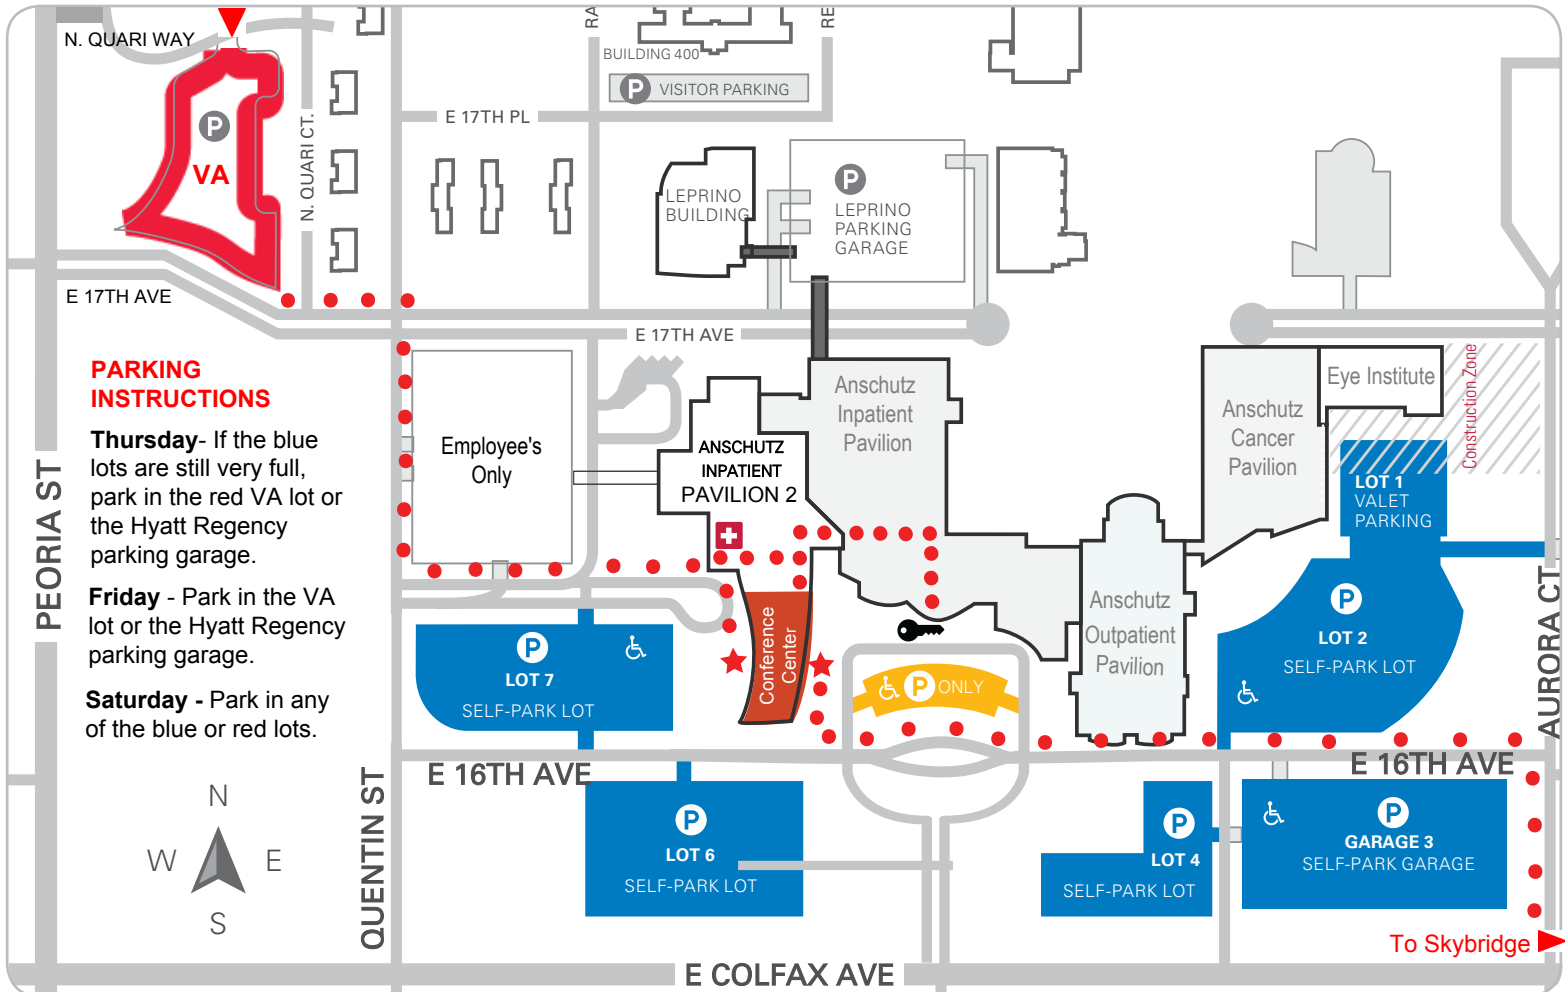 N. QUARI WAY
P
VA
N. QUARI CT.
RA
RE
BUILDING 400
P VISITOR PARKING
E 17TH PL
LEPRINO
BUILDING
P
LEPRINO
PARKING
GARAGE
E 17TH AVE
E 17TH AVE
PARKING
INSTRUCTIONS
Thursday- If the blue
lots are still very full,
park in the red VA lot or
the Hyatt Regency
parking garage.
Friday - Park in the VA
lot or the Hyatt Regency
parking garage.
Saturday - Park in any
of the blue or red lots.
PEORIA ST
Employee's
Only
ANSCHUTZ
INPATIENT
PAVILION 2
Anschutz
Inpatient
Pavilion
Anschutz
Cancer
Pavilion
Eye Institute
Construction Zone
LOT 1
VALET
PARKING
Anschutz
Outpatient
Pavilion
Conference
Center
P
LOT 7
SELF-PARK LOT
P ONLY
P
LOT 2
SELF-PARK LOT
AURORA CT
E 16TH AVE
E 16TH AVE
QUENTIN ST
N
W E
S
P
LOT 6
SELF-PARK LOT
P
LOT 4
SELF-PARK LOT
P
GARAGE 3
SELF-PARK GARAGE
To Skybridge
E COLFAX AVE